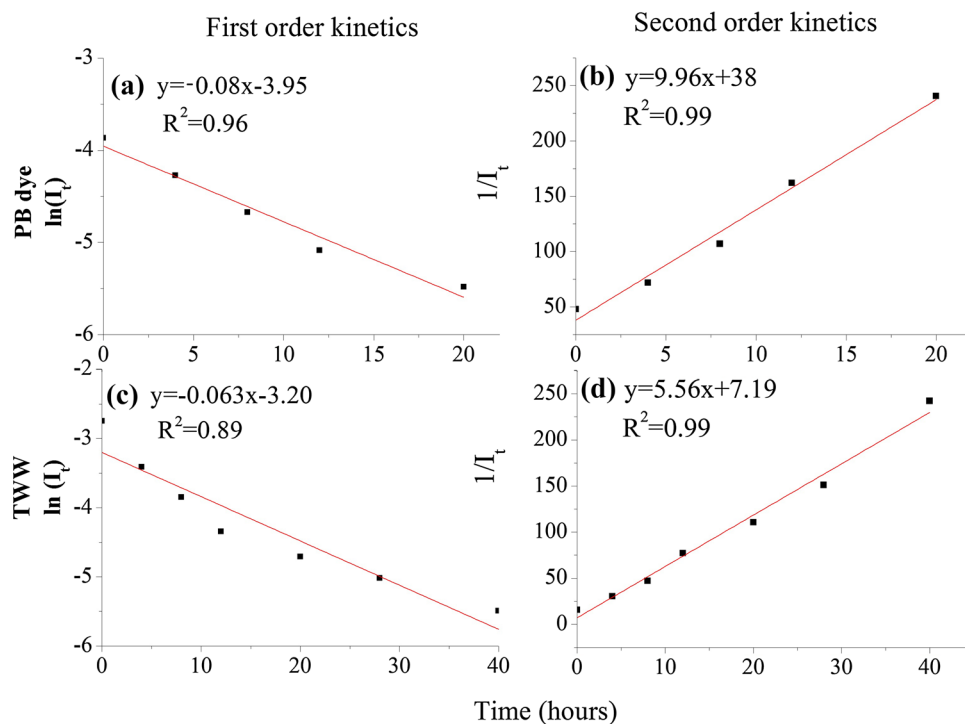 First order kinetics
Second order kinetics
(a) y=-0.08x-3.95
R²=0.96
PB dye
ln(Iₜ)
-3
-4
-5
-6
0 5 10 15 20
(b) y=9.96x+38
R²=0.99
1/Iₜ
250
200
150
100
50
0 5 10 15 20
(c) y=-0.063x-3.20
R²=0.89
TWW
ln (Iₜ)
-2
-3
-4
-5
-6
0 10 20 30 40
(d) y=5.56x+7.19
R²=0.99
1/Iₜ
250
200
150
100
50
0
0 10 20 30 40
Time (hours)